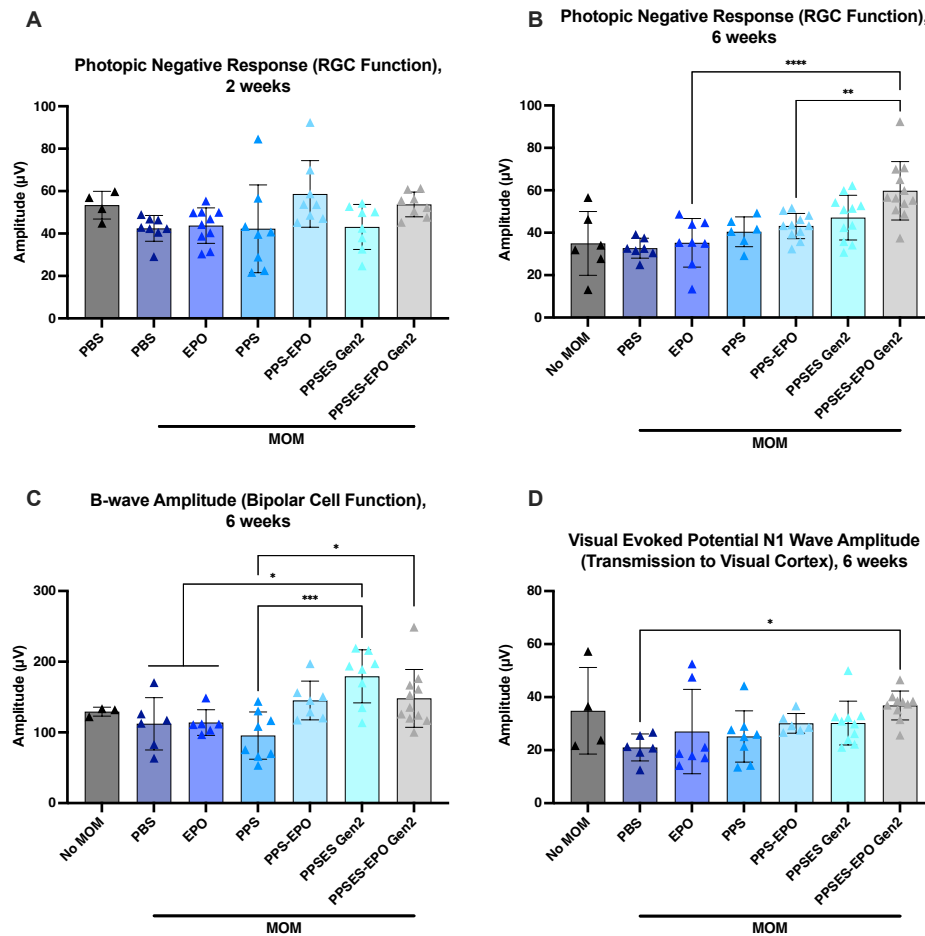 A
Photopic Negative Response (RGC Function),
2 weeks
Amplitude (µV)
100
80
60
40
20
0
PBS
PBS
EPO
PPS
PPS-EPO
PPSES Gen2
PPSES-EPO Gen2
MOM
B
Photopic Negative Response (RGC Function),
6 weeks
****
**
Amplitude (µV)
100
80
60
40
20
0
No MOM
PBS
EPO
PPS
PPS-EPO
PPSES Gen2
PPSES-EPO Gen2
MOM
C
B-wave Amplitude (Bipolar Cell Function),
6 weeks
*
*
***
Amplitude (µV)
300
200
100
0
No MOM
PBS
EPO
PPS
PPS-EPO
PPSES Gen2
PPSES-EPO Gen2
MOM
D
Visual Evoked Potential N1 Wave Amplitude
(Transmission to Visual Cortex), 6 weeks
*
Amplitude (µV)
80
60
40
20
0
No MOM
PBS
EPO
PPS
PPS-EPO
PPSES Gen2
PPSES-EPO Gen2
MOM